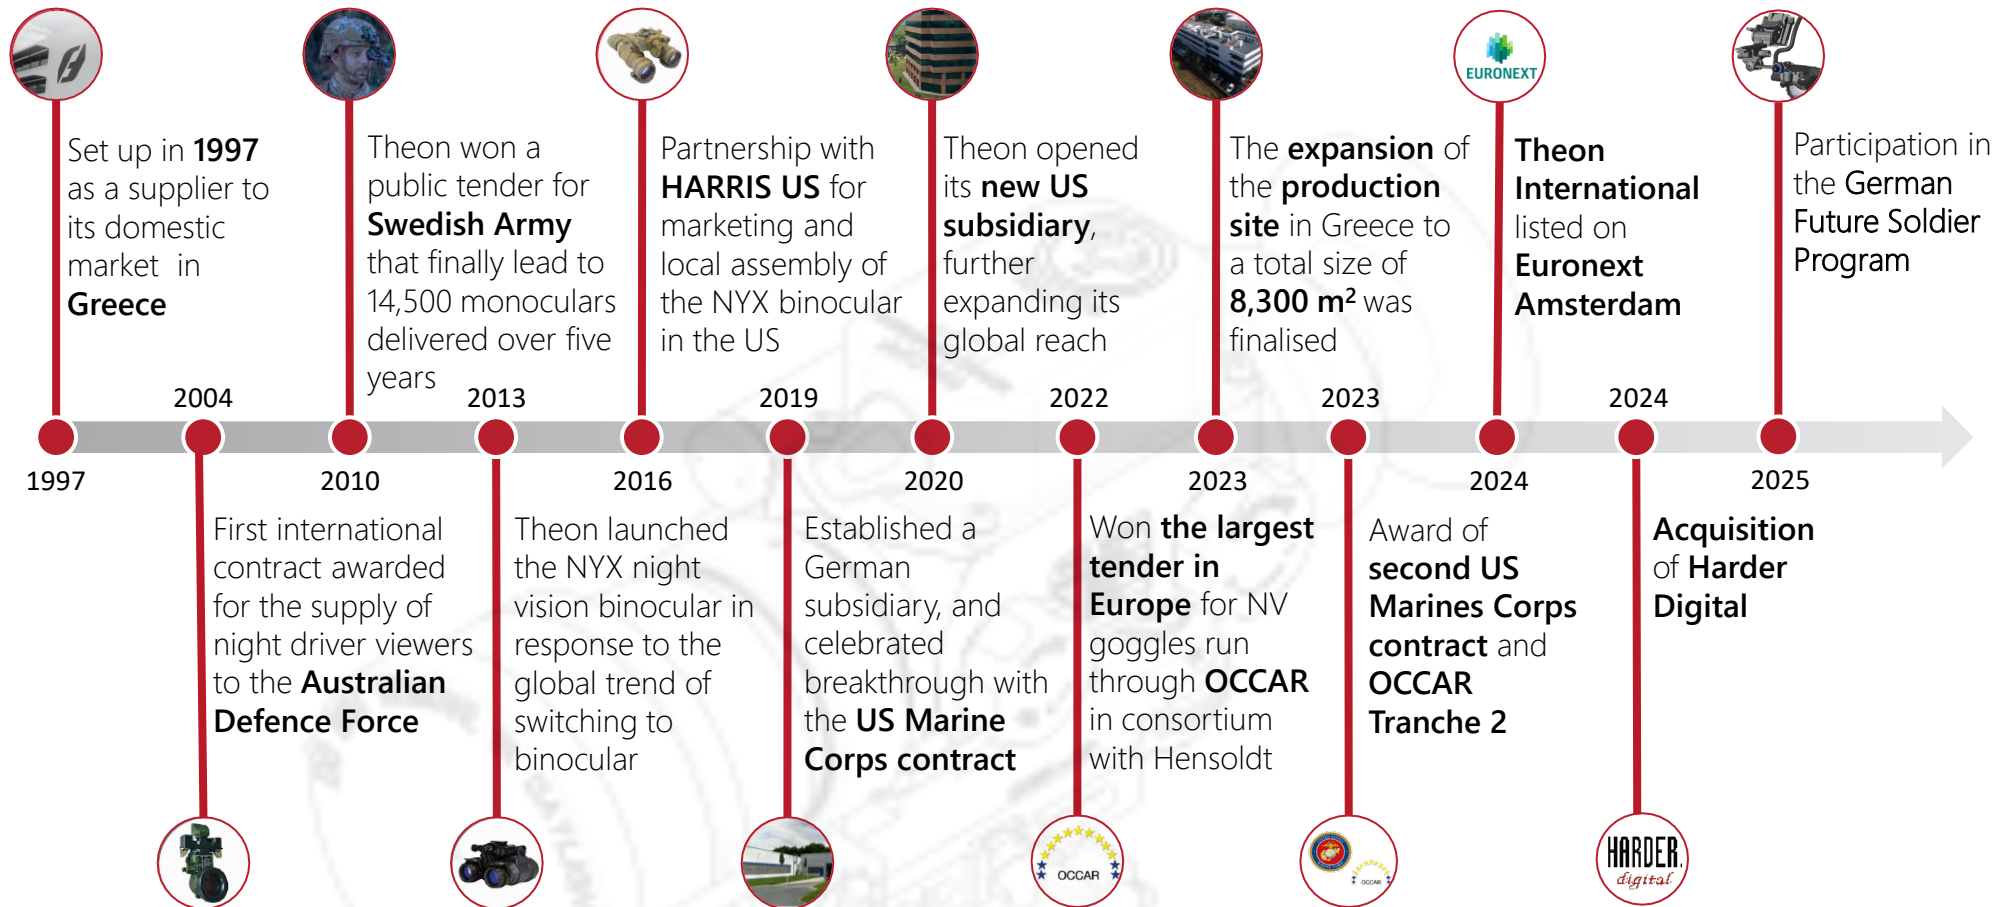 EURONEXT
Set up in 1997
as a supplier to
its domestic
market in
Greece
Theon won a
public tender for
Swedish Army
that finally lead to
14,500 monoculars
delivered over five
years
Partnership with
HARRIS US for
marketing and
local assembly of
the NYX binocular
in the US
Theon opened
its new US
subsidiary,
further
expanding its
global reach
The expansion of
the production
site in Greece to
a total size of
8,300 m² was
finalised
Theon
International
listed on
Euronext
Amsterdam
Participation in
the German
Future Soldier
Program
2004
2013
2019
2022
2023
2024
1997
2010
2016
2020
2023
2024
2025
First international
contract awarded
for the supply of
night driver viewers
to the Australian
Defence Force
Theon launched
the NYX night
vision binocular in
response to the
global trend of
switching to
binocular
Established a
German
subsidiary, and
celebrated
breakthrough with
the US Marine
Corps contract
Won the largest
tender in
Europe for NV
goggles run
through OCCAR
in consortium
with Hensoldt
Award of
second US
Marines Corps
contract and
OCCAR
Tranche 2
Acquisition
of Harder
Digital
OCCAR
OCCAR
HARDER.
digital